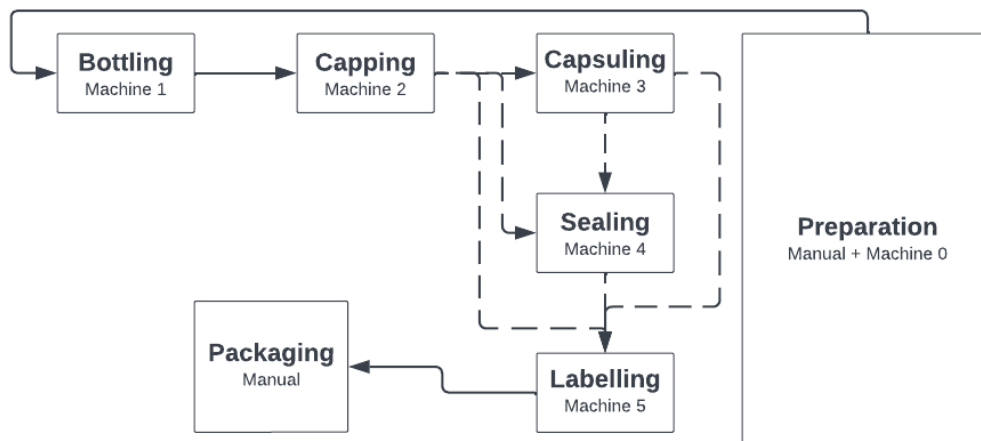 Bottling
Machine 1
Capping
Machine 2
Capsuling
Machine 3
Sealing
Machine 4
Preparation
Manual + Machine 0
Packaging
Manual
Labelling
Machine 5